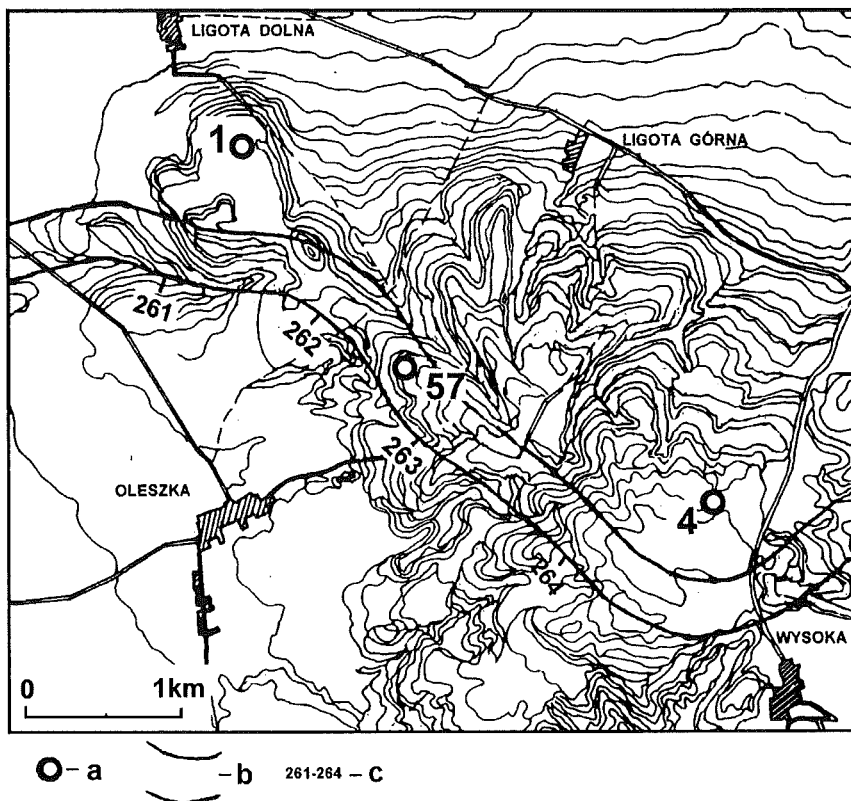 LIGOTA DOLNA
1
LIGOTA GÓRNA
261
262
57
263
OLESZKA
4
264
WYSOKA
0 1km
- a
- b
261-264 - c